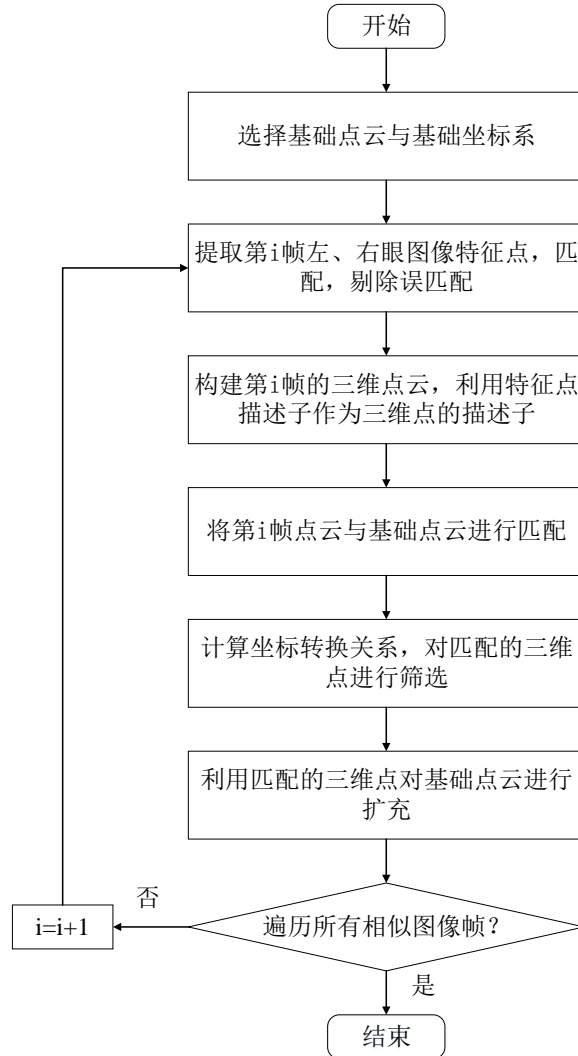 开始
选择基础点云与基础坐标系
提取第i帧左、右眼图像特征点，匹
配，剔除误匹配
构建第i帧的三维点云，利用特征点
描述子作为三维点的描述子
将第i帧点云与基础点云进行匹配
计算坐标转换关系，对匹配的三维
点进行筛选
利用匹配的三维点对基础点云进行
扩充
遍历所有相似图像帧？
否
i=i+1
是
结束